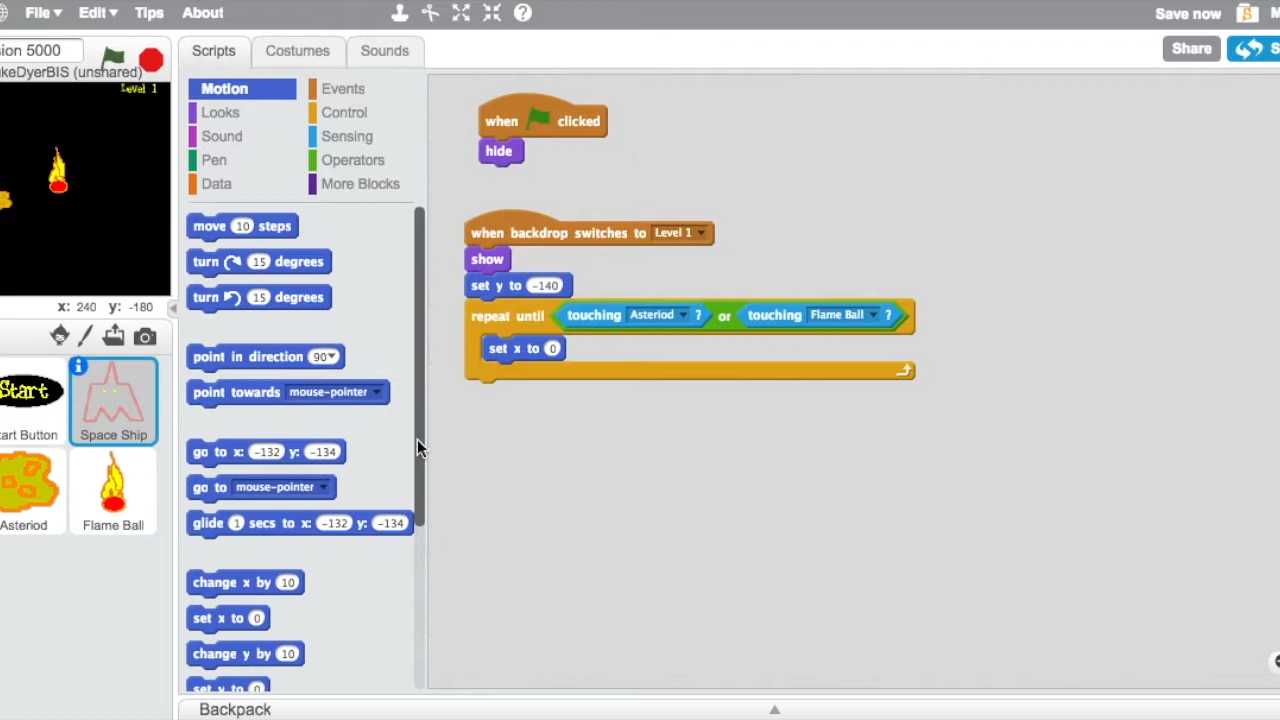 File▼ Edit▼ Tips About
Save now S M
sion 5000
ukeDyerBIS (unshared)
Scripts Costumes Sounds
Share S
Level 1
Motion Events
Looks Control
Sound Sensing
Pen Operators
Data More Blocks
when clicked
hide
move 10 steps
turn 15 degrees
turn 15 degrees
point in direction 90▼
point towards mouse-pointer
go to x: -132 y: -134
go to mouse-pointer
glide 1 secs to x: -132 y: -134
change x by 10
set x to 0
change y by 10
set y to 0
when backdrop switches to Level 1
show
set y to -140
repeat until touching Asteriod ? or touching Flame Ball ?
set x to 0
x: 240 y: -180
Start
tart Button Space Ship
Asteriod Flame Ball
Backpack